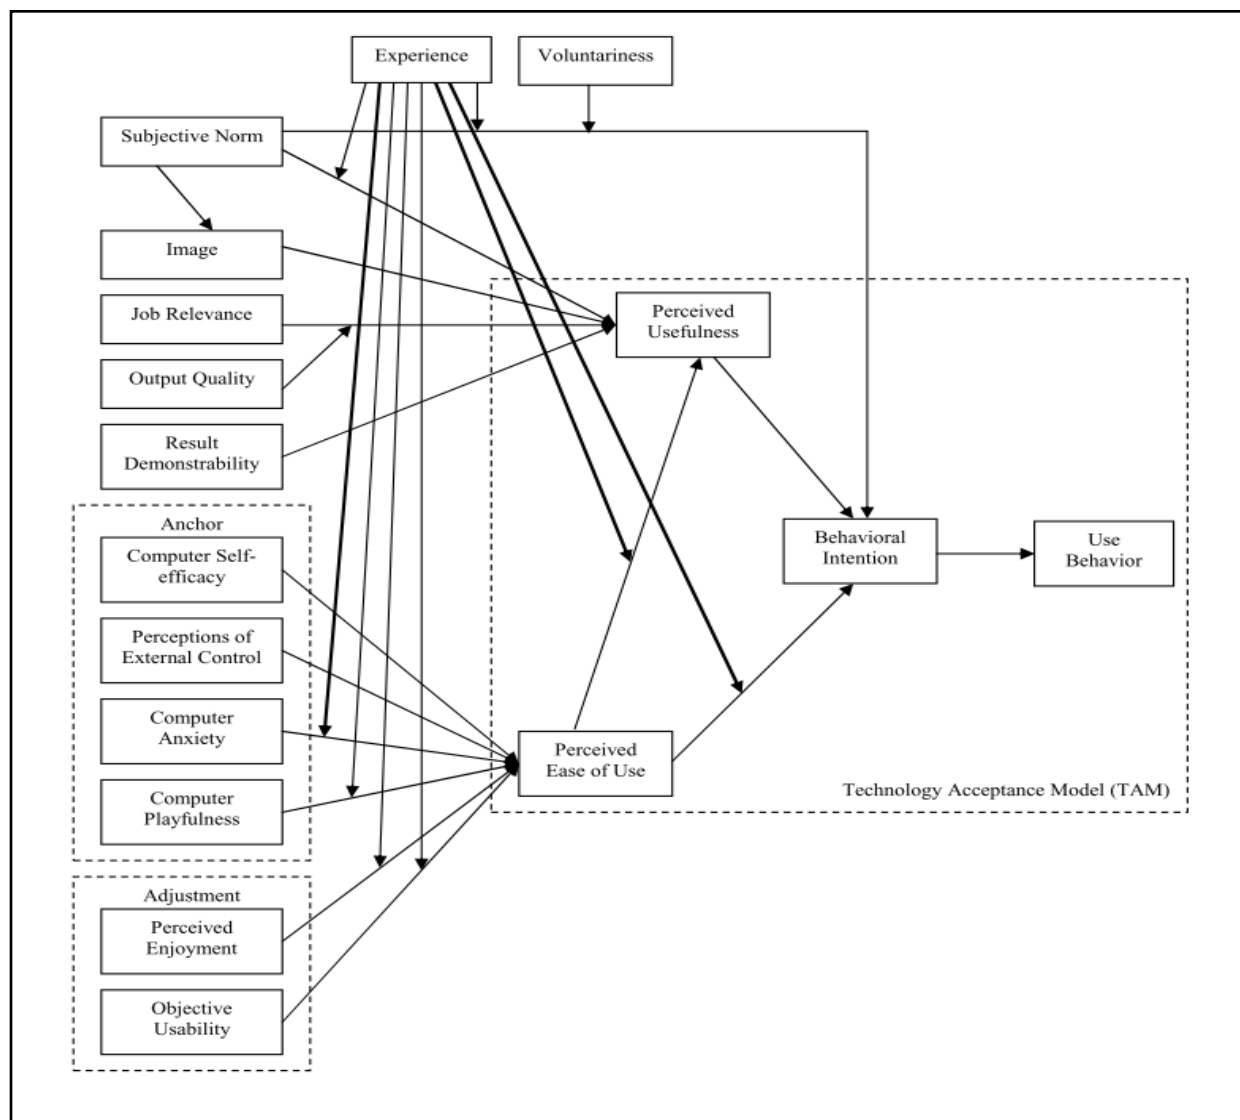 Experience
Voluntariness
Subjective Norm
Image
Job Relevance
Output Quality
Result
Demonstrability
Anchor
Computer Self-
efficacy
Perceptions of
External Control
Computer
Anxiety
Computer
Playfulness
Adjustment
Perceived
Enjoyment
Objective
Usability
Perceived
Usefulness
Behavioral
Intention
Use
Behavior
Perceived
Ease of Use
Technology Acceptance Model (TAM)